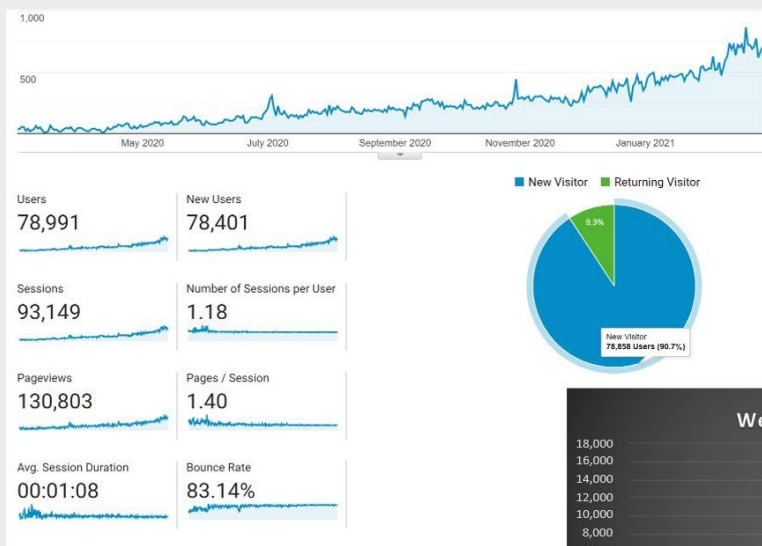 1,000
500
May 2020
July 2020
September 2020
November 2020
January 2021
Users
78,991
New Users
78,401
Sessions
93,149
Number of Sessions per User
1.18
Pageviews
130,803
Pages / Session
1.40
Avg. Session Duration
00:01:08
Bounce Rate
83.14%
New Visitor
Returning Visitor
9.3%
New Visitor
78,858 Users (90.7%)
We
18,000
16,000
14,000
12,000
10,000
8,000